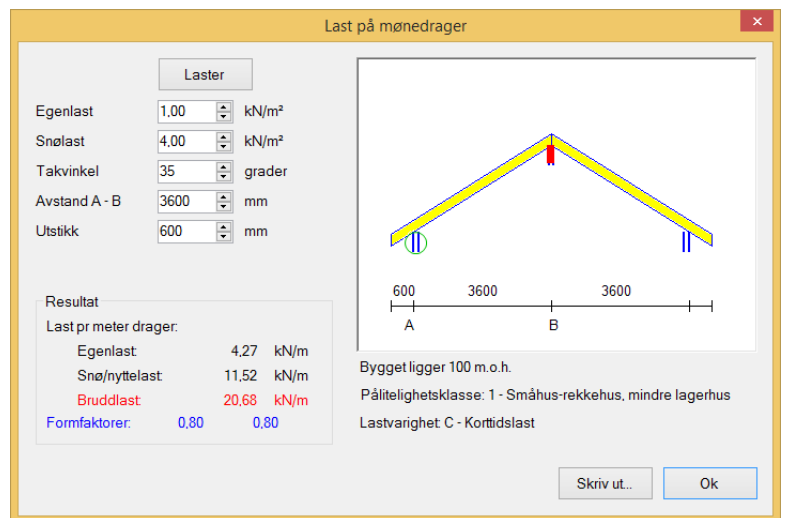 Last på mønedrager
Laster
Egenlast 1,00 kN/m²
Snølast 4,00 kN/m²
Takvinkel 35 grader
Avstand A - B 3600 mm
Utstikk 600 mm
Resultat
Last pr meter drager:
Egenlast: 4,27 kN/m
Snø/nyttelast: 11,52 kN/m
Bruddlast: 20,68 kN/m
Formfaktorer: 0,80 0,80
600 3600 3600
A B
Bygget ligger 100 m.o.h.
Pålitelighetsklasse: 1 - Småhus-rekkehus, mindre lagerhus
Lastvarighet: C - Korttidslast
Skriv ut... Ok